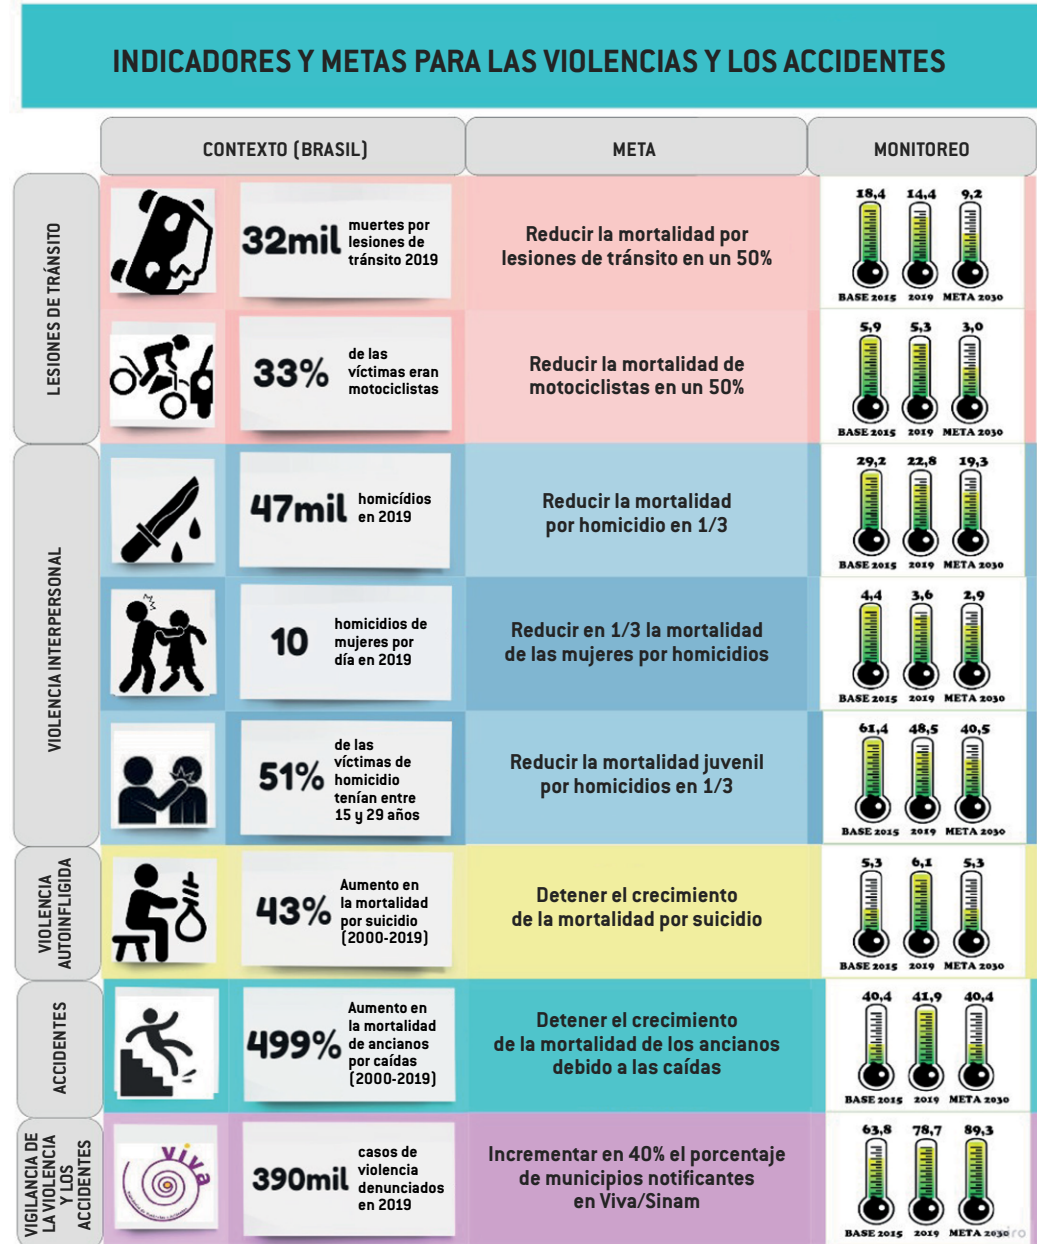 INDICADORES Y METAS PARA LAS VIOLENCIAS Y LOS ACCIDENTES
CONTEXTO (BRASIL)
META
MONITOREO
LESIONES DE TRÁNSITO
32mil
muertes por
lesiones de
tránsito 2019
Reducir la mortalidad por
lesiones de tránsito en un 50%
18,4 14,4 9,2
BASE 2015 2019 META 2030
33%
de las
víctimas eran
motociclistas
Reducir la mortalidad de
motociclistas en un 50%
5,9 5,3 3,0
BASE 2015 2019 META 2030
VIOLENCIA INTERPERSONAL
47mil
homicídios
en 2019
Reducir la mortalidad
por homicidio en 1/3
29,2 22,8 19,3
BASE 2015 2019 META 2030
10
homicidios de
mujeres por
día en 2019
Reducir en 1/3 la mortalidad
de las mujeres por homicidios
4,4 3,6 2,9
BASE 2015 2019 META 2030
51%
de las
víctimas de
homicidio
tenían entre
15 y 29 años
Reducir la mortalidad juvenil
por homicidios en 1/3
61,4 48,5 40,5
BASE 2015 2019 META 2030
VIOLENCIA
AUTOINFLIGIDA
43%
Aumento en
la mortalidad
por suicidio
(2000-2019)
Detener el crecimiento
de la mortalidad por suicidio
5,3 6,1 5,3
BASE 2015 2019 META 2030
ACCIDENTES
499%
Aumento en
la mortalidad
de ancianos
por caídas
(2000-2019)
Detener el crecimiento
de la mortalidad de los ancianos
debido a las caídas
40,4 41,9 40,4
BASE 2015 2019 META 2030
VIGILANCIA DE
LA VIOLENCIA
Y LOS
ACCIDENTES
viva
390mil
casos de
violencia
denunciados
en 2019
Incrementar en 40% el porcentaje
de municipios notificantes
en Viva/Sinam
63,8 78,7 89,3
BASE 2015 2019 META 2030
miro